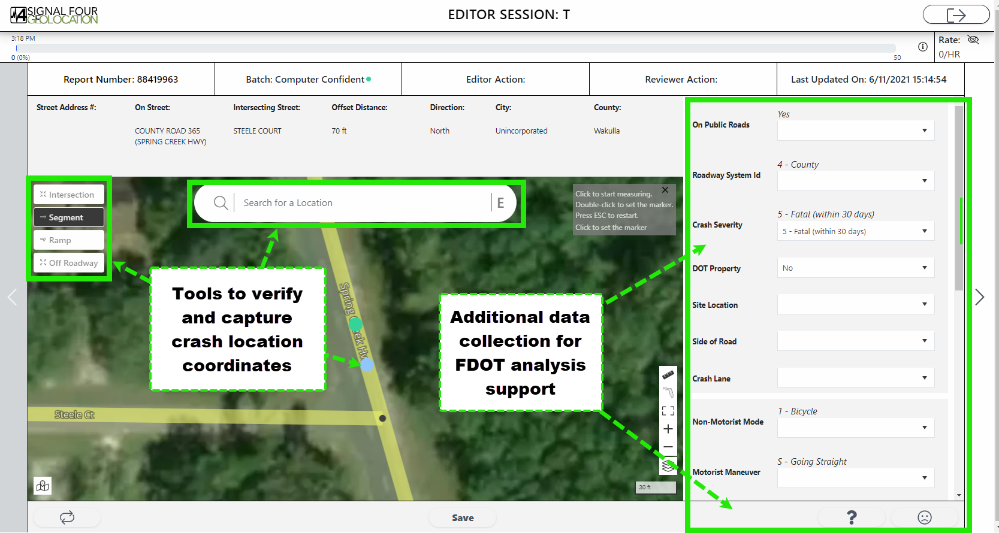 SIGNAL FOUR
GEOLOCATION
EDITOR SESSION: T
3:18 PM
0 (0%)
50
Rate:
0/HR
Report Number: 88419963
Batch: Computer Confident
Editor Action:
Reviewer Action:
Last Updated On: 6/11/2021 15:14:54
Street Address #:
On Street:
Intersecting Street:
Offset Distance:
Direction:
City:
County:
COUNTY ROAD 365
(SPRING CREEK HWY)
STEELE COURT
70 ft
North
Unincorporated
Wakulla
Intersection
Segment
Ramp
Off Roadway
Search for a Location
E
Click to start measuring.
Double-click to set the marker.
Press ESC to restart.
Click to set the marker
Tools to verify
and capture
crash location
coordinates
Additional data
collection for
FDOT analysis
support
Spring Creek Hw
Steele Ct
30 ft
On Public Roads
Yes
Roadway System Id
4 - County
Crash Severity
5 - Fatal (within 30 days)
5 - Fatal (within 30 days)
DOT Property
No
Site Location
Side of Road
Crash Lane
Non-Motorist Mode
1 - Bicycle
Motorist Maneuver
S - Going Straight
Save
?